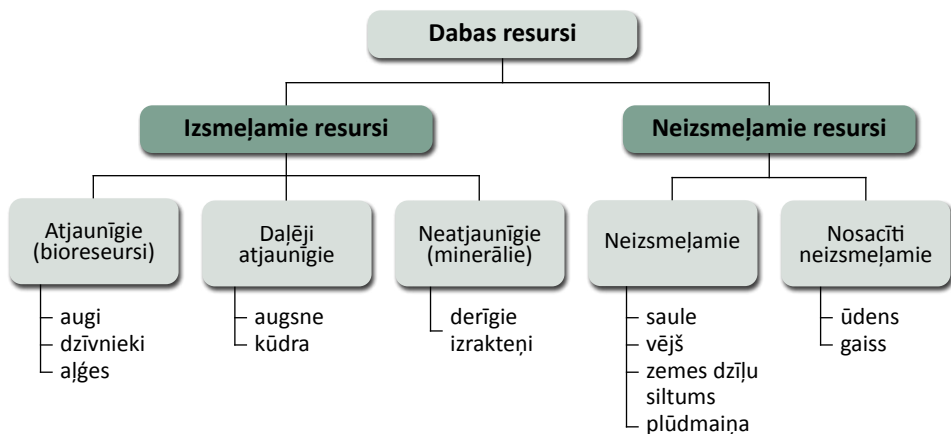 Dabas resursi
Izsmeļamie resursi
Neizsmeļamie resursi
Atjaunīgie
(bioreseursi)
Daļēji
atjaunīgie
Neatjaunīgie
(minerālie)
Neizsmeļamie
Nosacīti
neizsmeļamie
augi
dzīvnieki
aļģes
augsne
kūdra
derīgie
izrakteņi
saule
vējš
zemes dzīļu
siltums
plūdmaiņa
ūdens
gaiss